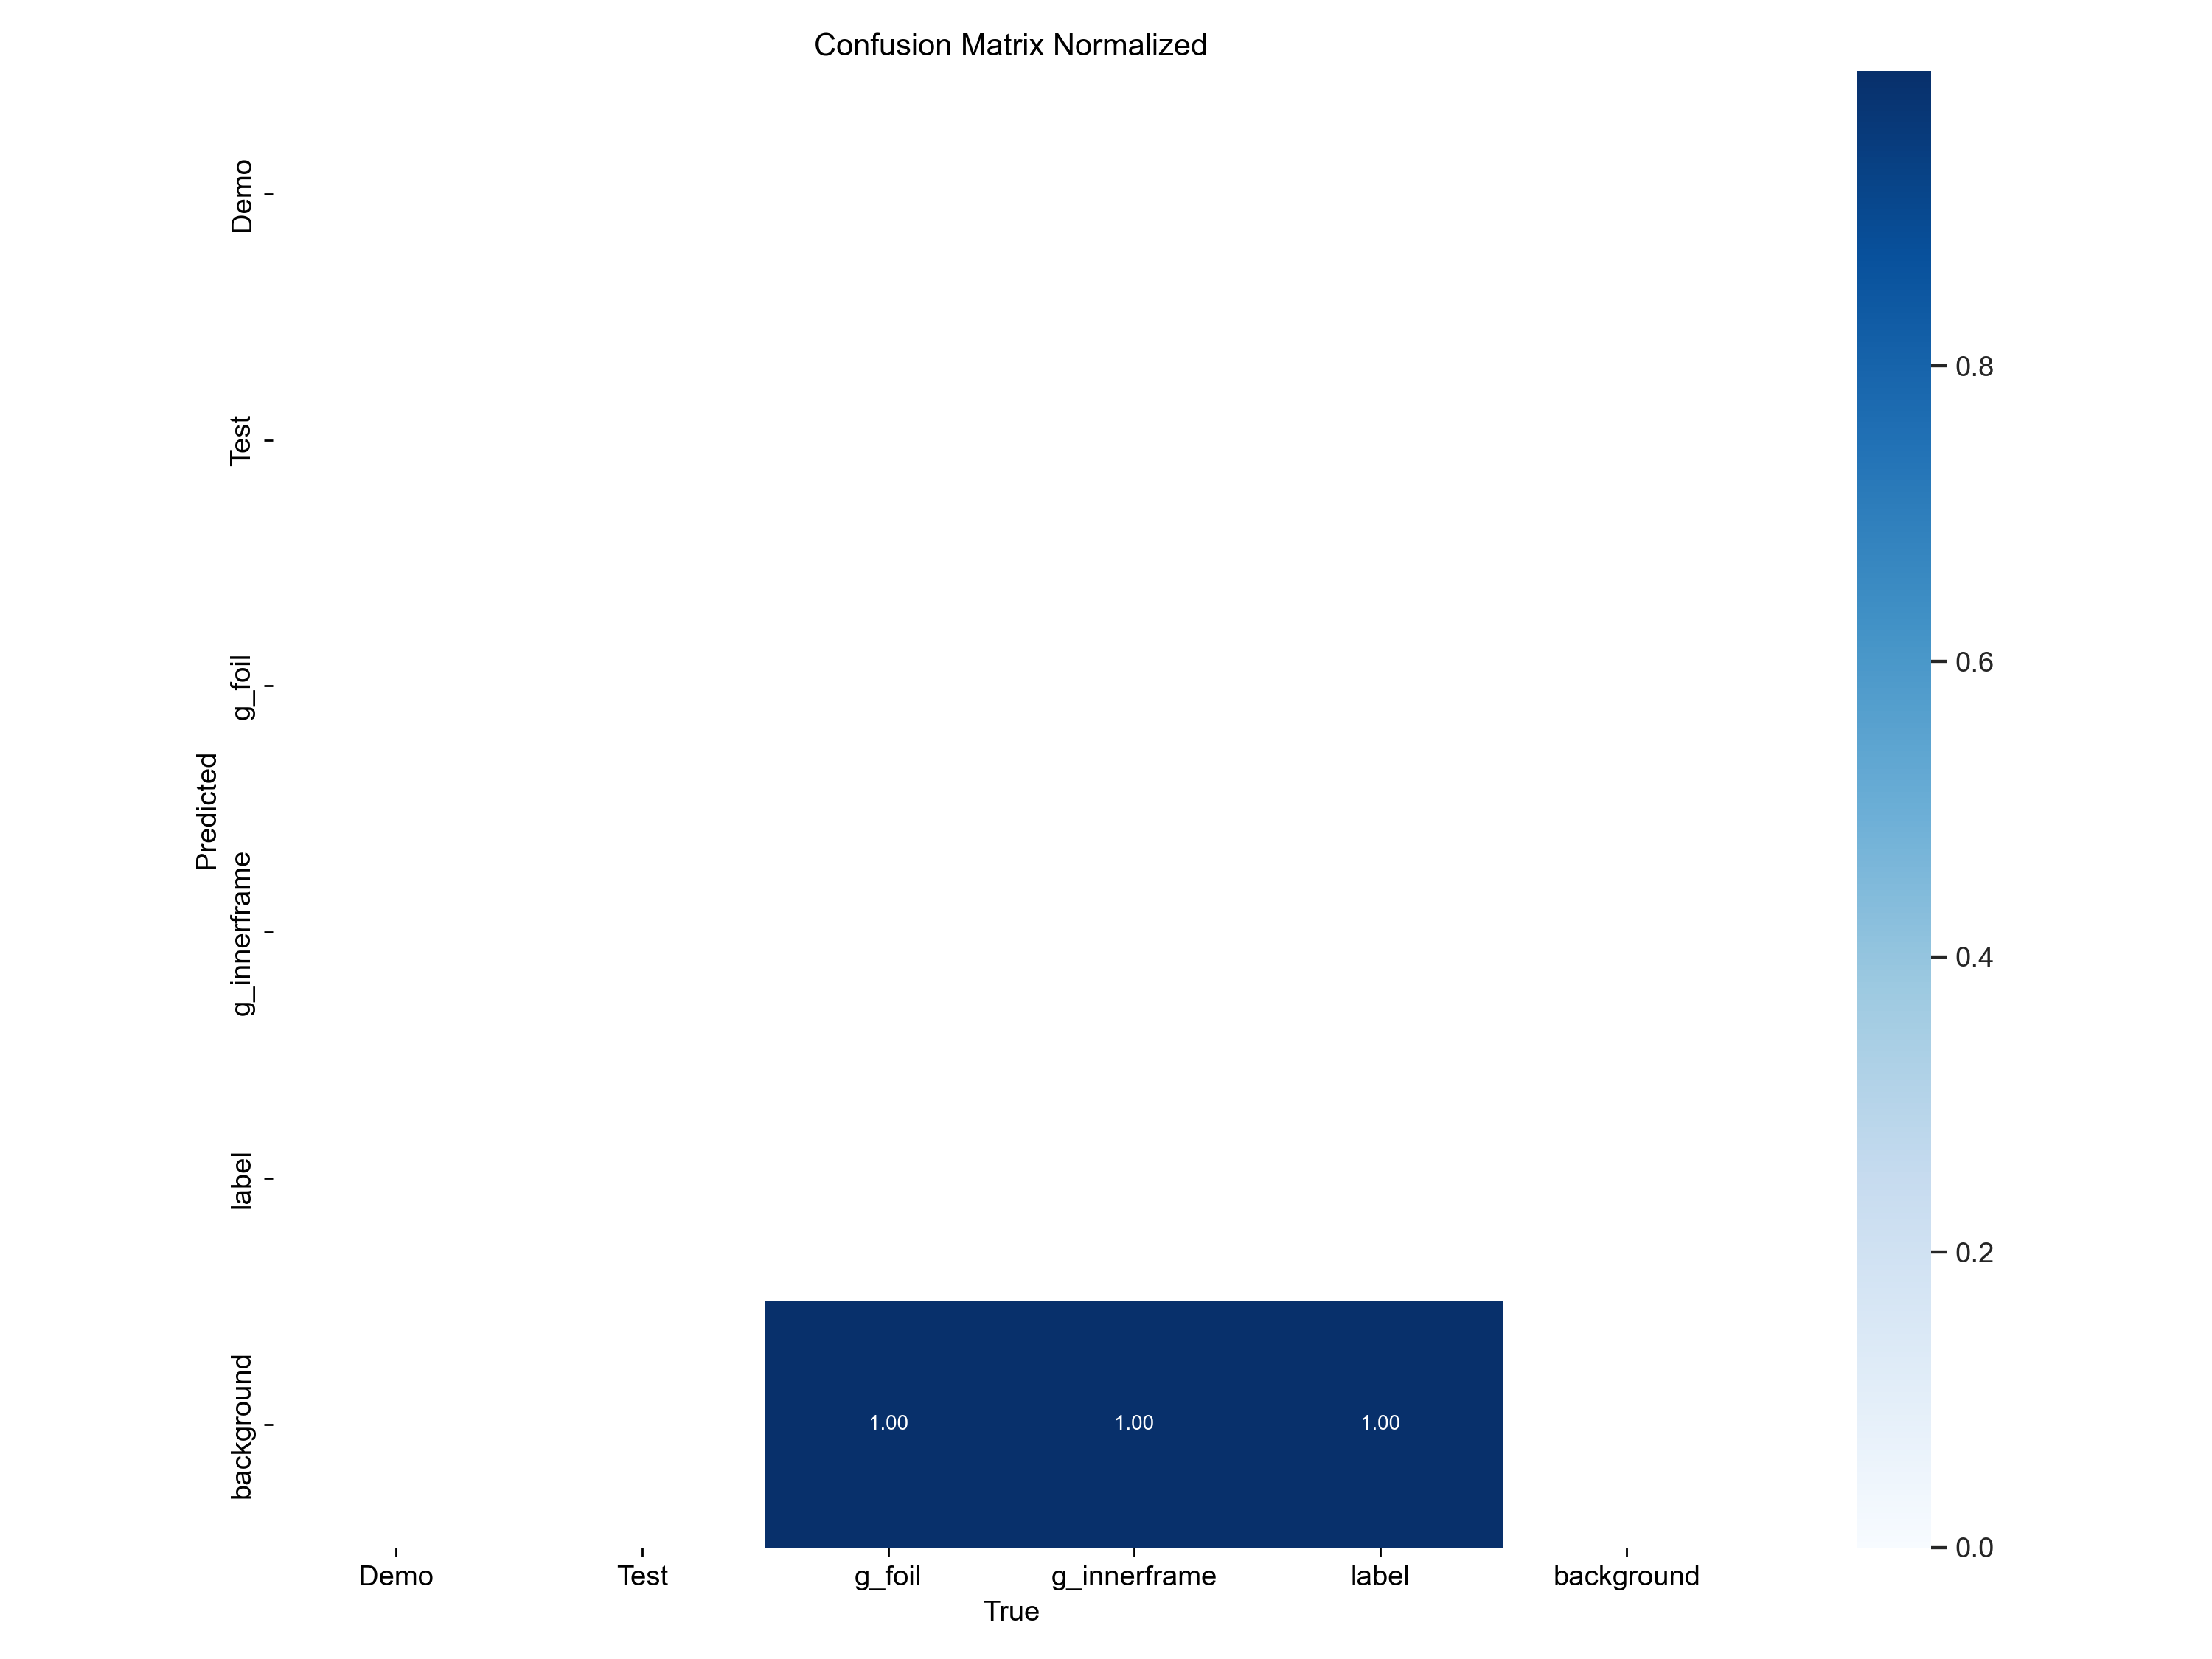 Confusion Matrix Normalized
Demo
Test
g_foil
g_innerframe
label
background
Predicted
1.00 1.00 1.00
Demo Test g_foil g_innerframe label background
True
0.8
0.6
0.4
0.2
0.0